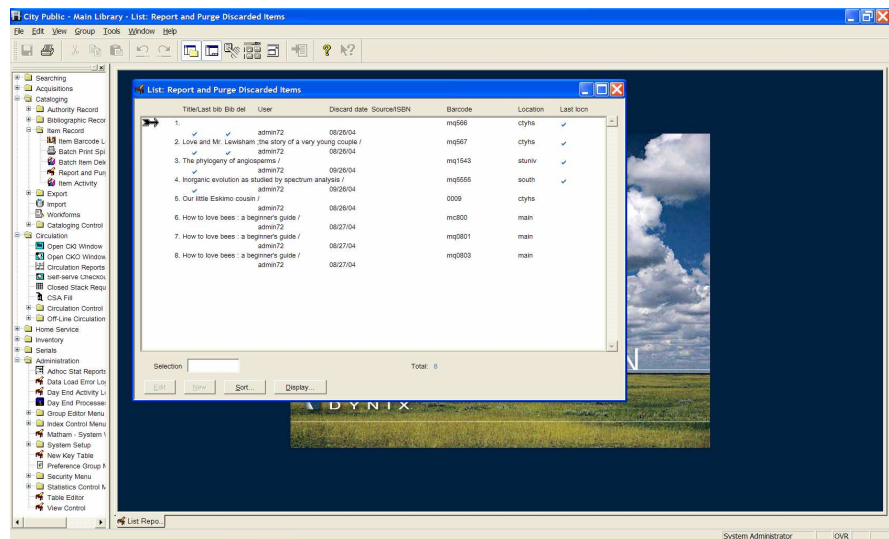 City Public - Main Library - List: Report and Purge Discarded Items
File Edit View Group Tools Window Help
Searching
Acquisitions
Cataloging
Authority Record
Bibliographic Recor
Item Record
Item Barcode L
Batch Print Spi
Batch Item Dele
Report and Purg
Item Activity
Export
Import
Workforms
Cataloging Control
Circulation
Open CKI Window
Open CKO Window
Circulation Reports
Self-serve Checkou
Closed Stack Requ
CSA Fill
Circulation Control
Off-Line Circulation
Home Service
Inventory
Serials
Administration
Adhoc Stat Reports
Data Load Error Lo
Day End Activity L
Day End Processe
Group Editor Menu
Index Control Menu
Matham - System
New Key Table
System Setup
Preference Group
Security Menu
Statistics Control
Table Editor
View Control
List: Report and Purge Discarded Items
Title/Last bib Bib del User Discard date Source/ISBN Barcode Location Last locn
1. mq566 ctyhs
admin72 08/26/04
2. Love and Mr. Lewisham ;the story of a very young couple / mq567 ctyhs
admin72 08/26/04
3. The phylogeny of angiosperms / mq1543 stuniv
admin72 09/26/04
4. Inorganic evolution as studied by spectrum analysis / mq5555 south
admin72 09/26/04
5. Our little Eskimo cousin / 0009 ctyhs
admin72 08/26/04
6. How to love bees : a beginner's guide / mc800 main
admin72 08/27/04
7. How to love bees : a beginner's guide / mq0801 main
admin72 08/27/04
8. How to love bees : a beginner's guide / mq0803 main
admin72 08/27/04
Selection Total: 8
Edit New Sort... Display...
N
DYNIX
List Repo..
System Administrator OVR